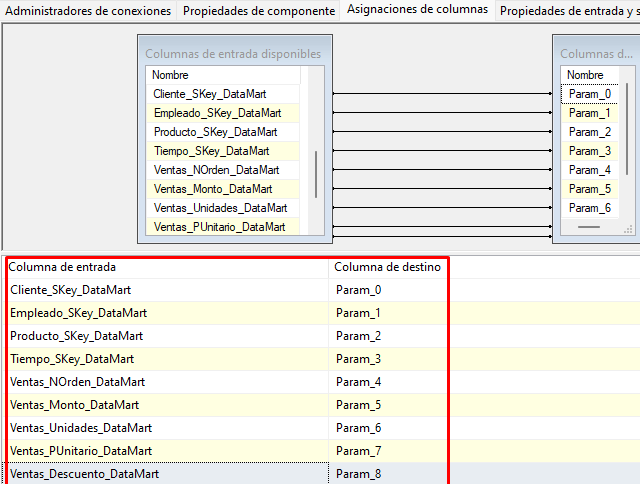 Administradores de conexiones Propiedades de componente Asignaciones de columnas Propiedades de entrada y s
Columnas de entrada disponibles
Nombre
Cliente_SKey_DataMart
Empleado_SKey_DataMart
Producto_SKey_DataMart
Tiempo_SKey_DataMart
Ventas_NOrden_DataMart
Ventas_Monto_DataMart
Ventas_Unidades_DataMart
Ventas_PUnitario_DataMart
Columnas d...
Nombre
Param_0
Param_1
Param_2
Param_3
Param_4
Param_5
Param_6
Columna de entrada Columna de destino
Cliente_SKey_DataMart Param_0
Empleado_SKey_DataMart Param_1
Producto_SKey_DataMart Param_2
Tiempo_SKey_DataMart Param_3
Ventas_NOrden_DataMart Param_4
Ventas_Monto_DataMart Param_5
Ventas_Unidades_DataMart Param_6
Ventas_PUnitario_DataMart Param_7
Ventas_Descuento_DataMart Param_8